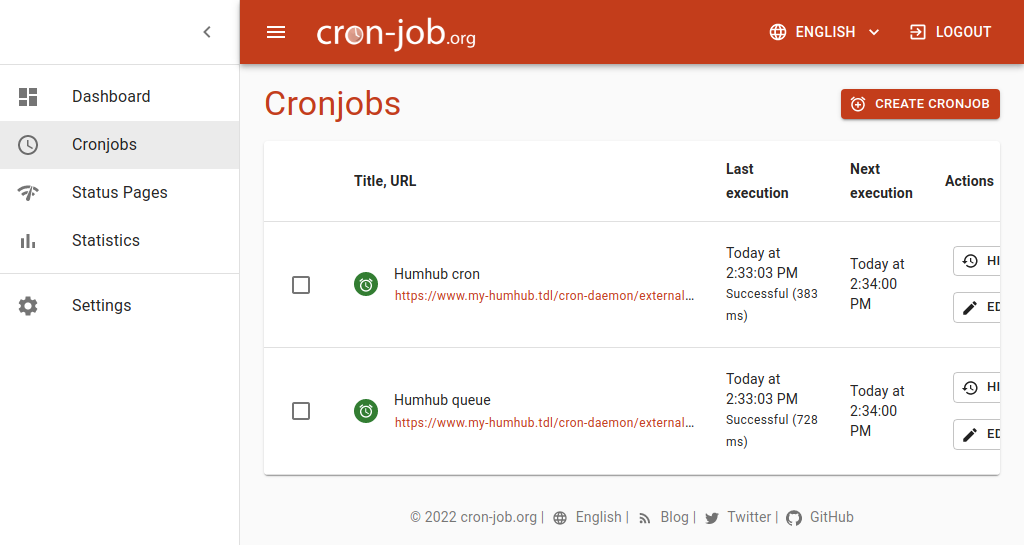 cron-job.org
ENGLISH
LOGOUT
Dashboard
Cronjobs
Status Pages
Statistics
Settings
Cronjobs
CREATE CRONJOB
Title, URL
Last
execution
Next
execution
Actions
Humhub cron
https://www.my-humhub.tdl/cron-daemon/external...
Today at
2:33:03 PM
Successful (383
ms)
Today at
2:34:00
PM
HI
ED
Humhub queue
https://www.my-humhub.tdl/cron-daemon/external...
Today at
2:33:03 PM
Successful (728
ms)
Today at
2:34:00
PM
HI
ED
© 2022 cron-job.org | English | Blog | Twitter | GitHub